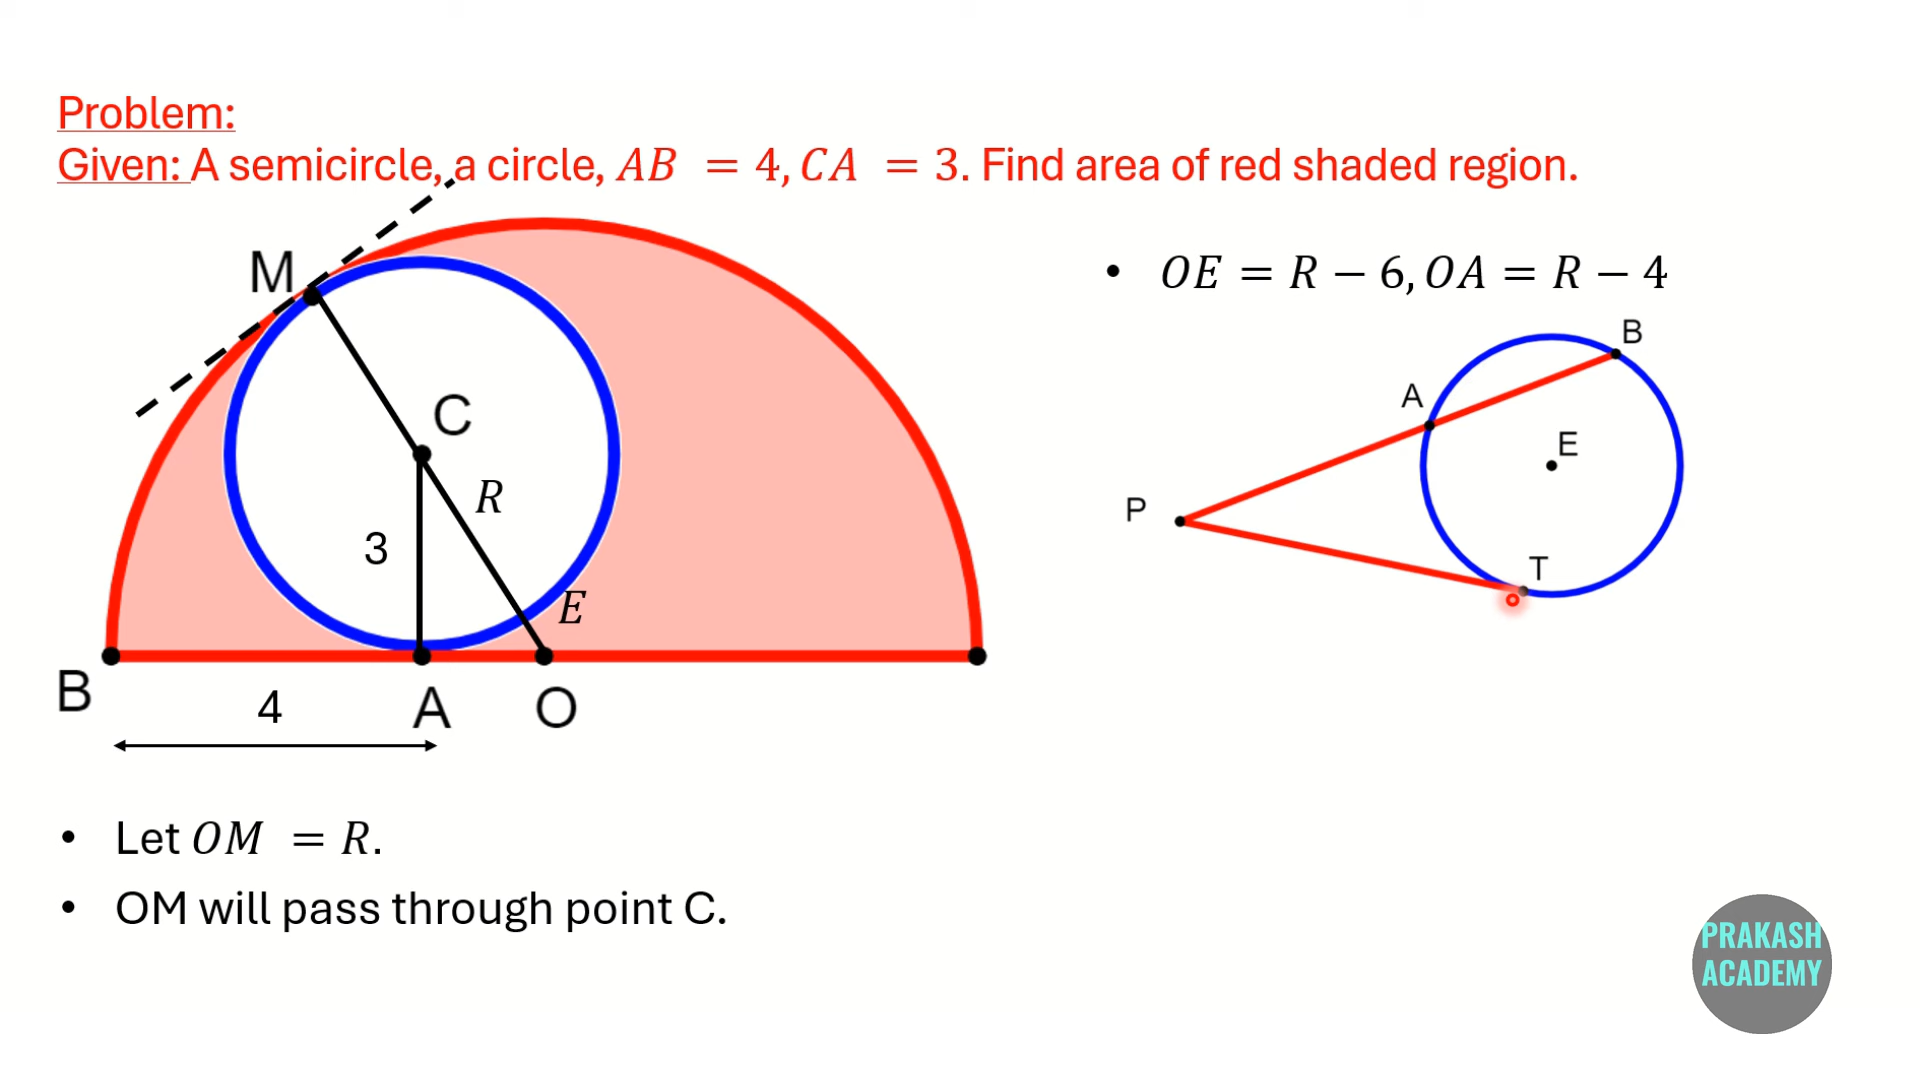 Problem:
Given: A semicircle, a circle, AB = 4, CA = 3. Find area of red shaded region.
M
C
R
3
E
B
4
A
O
• Let OM = R.
• OM will pass through point C.
• OE = R − 6, OA = R − 4
B
A
E
P
T
PRAKASH
ACADEMY